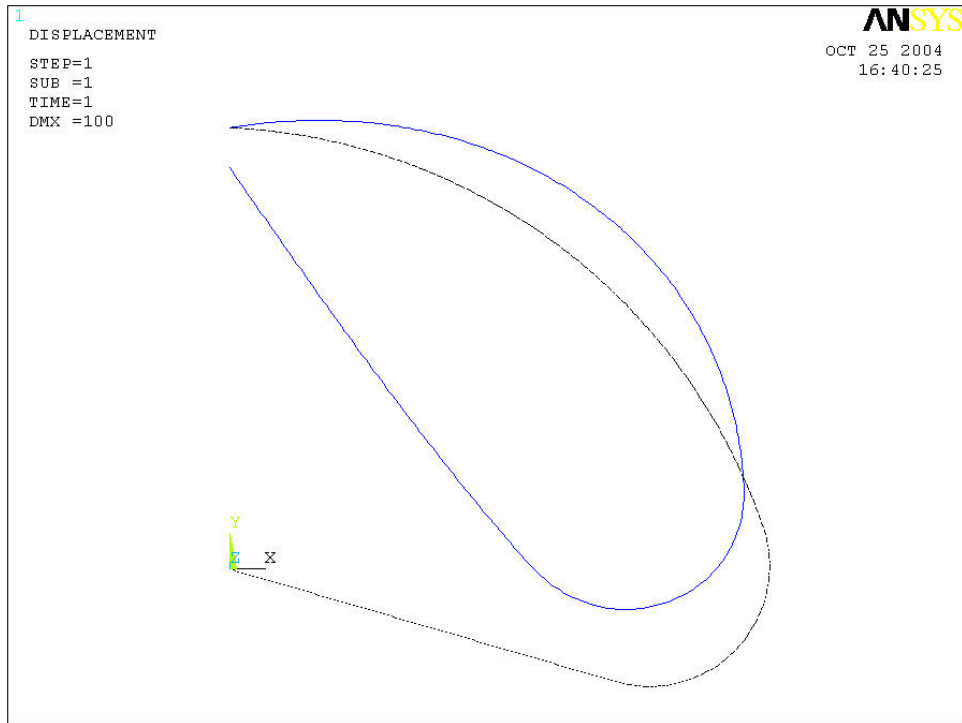 1
DISPLACEMENT
STEP=1
SUB =1
TIME=1
DMX =100
ANSYS
OCT 25 2004
16:40:25
Y
Z X